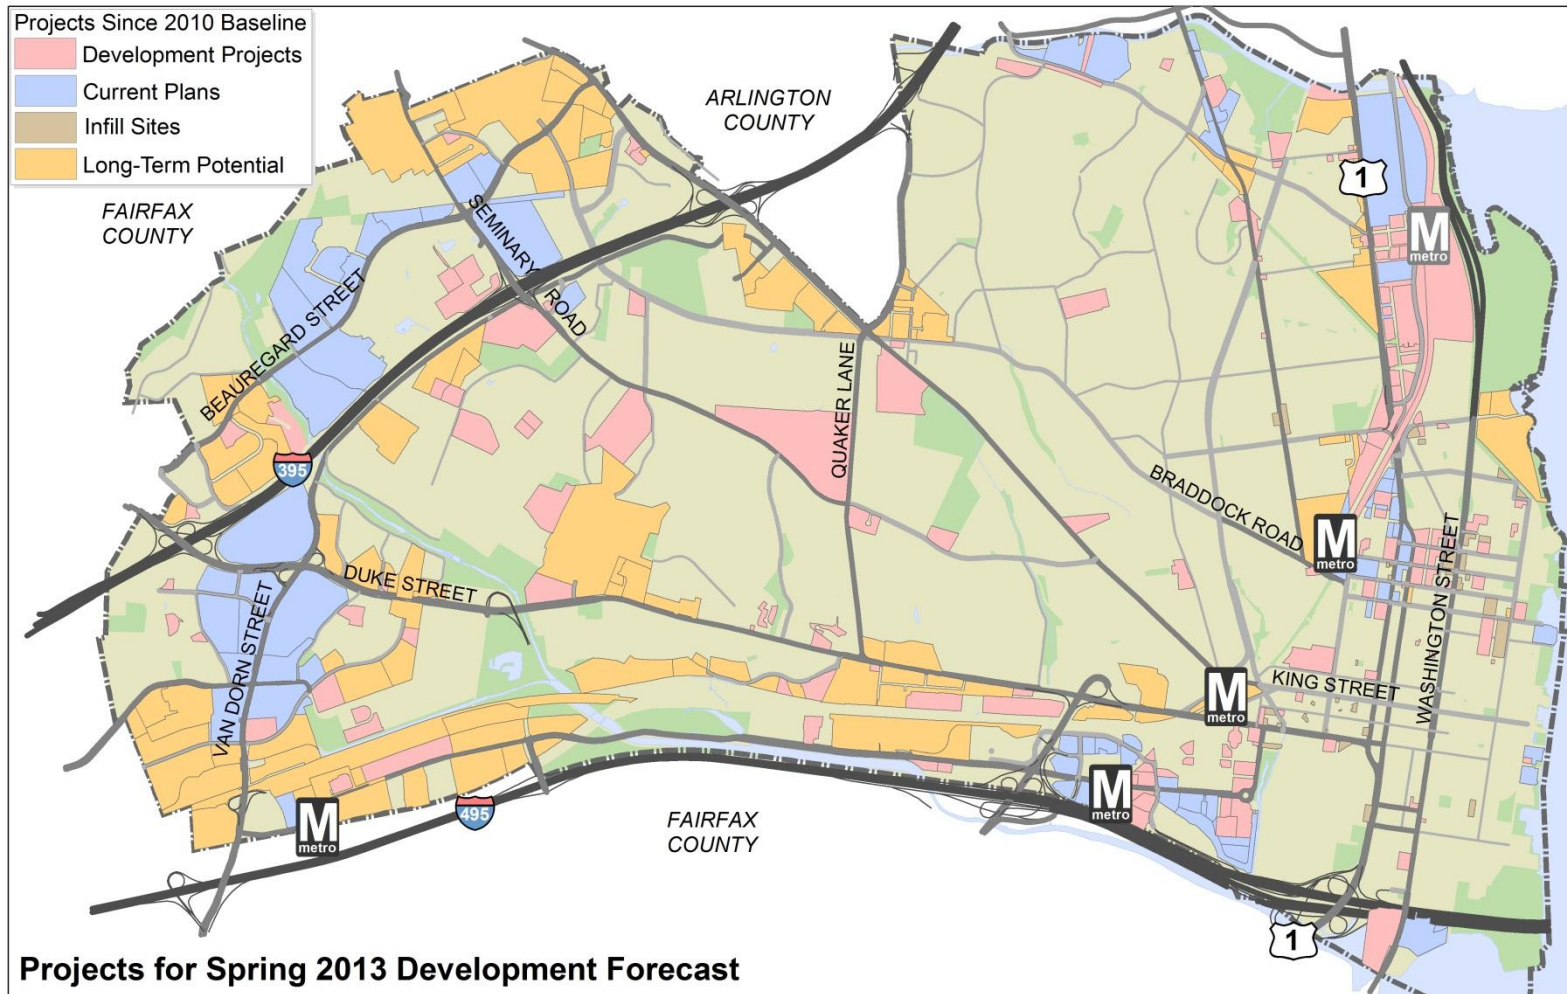 Projects Since 2010 Baseline
Development Projects
Current Plans
Infill Sites
Long-Term Potential
ARLINGTON
COUNTY
FAIRFAX
COUNTY
1
M
metro
SEMINARY
ROAD
BEAUREGARD STREET
QUAKER LANE
395
BRADDOCK ROAD
M
metro
WASHINGTON STREET
DUKE STREET
VAN DORN STREET
KING STREET
M
metro
M
metro
M
metro
495
FAIRFAX
COUNTY
1
Projects for Spring 2013 Development Forecast